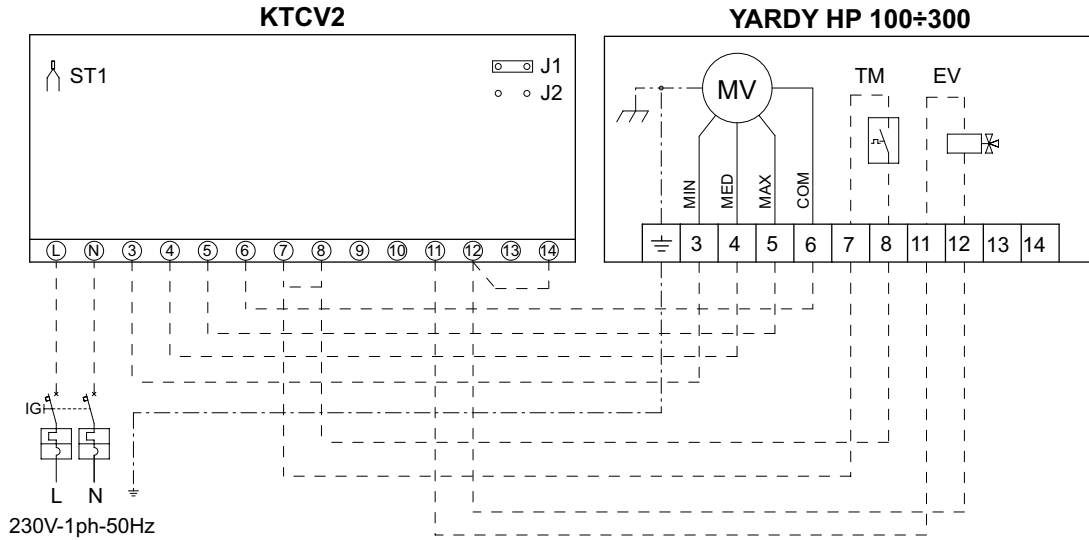 KTCV2
YARDY HP 100÷300
ST1
J1
J2
MV
TM
EV
MIN
MED
MAX
COM
L N 3 4 5 6 7 8 9 10 11 12 13 14
3 4 5 6 7 8 11 12 13 14
IG
L N
230V-1ph-50Hz